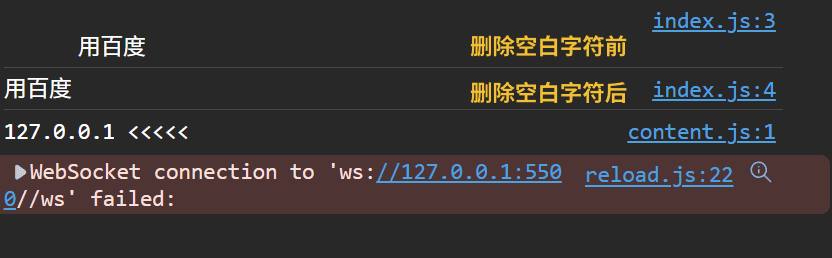 index.js:3
用百度 删除空白字符前
用百度 删除空白字符后 index.js:4
127.0.0.1 <<<<< content.js:1
WebSocket connection to 'ws://127.0.0.1:550 reload.js:22
0//ws' failed: